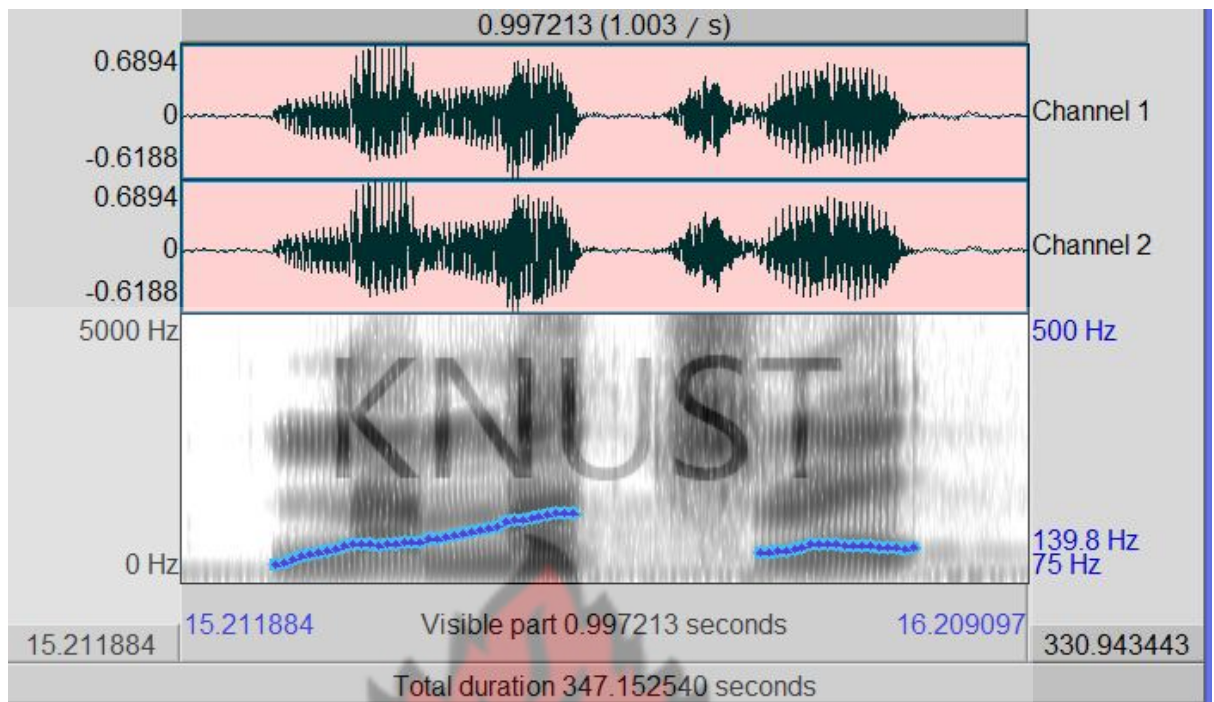 0.997213 (1.003 / s)
0.6894
0
-0.6188
Channel 1
0.6894
0
-0.6188
Channel 2
5000 Hz
500 Hz
KNUST
139.8 Hz
0 Hz
75 Hz
15.211884
Visible part 0.997213 seconds
16.209097
15.211884
330.943443
Total duration 347.152540 seconds